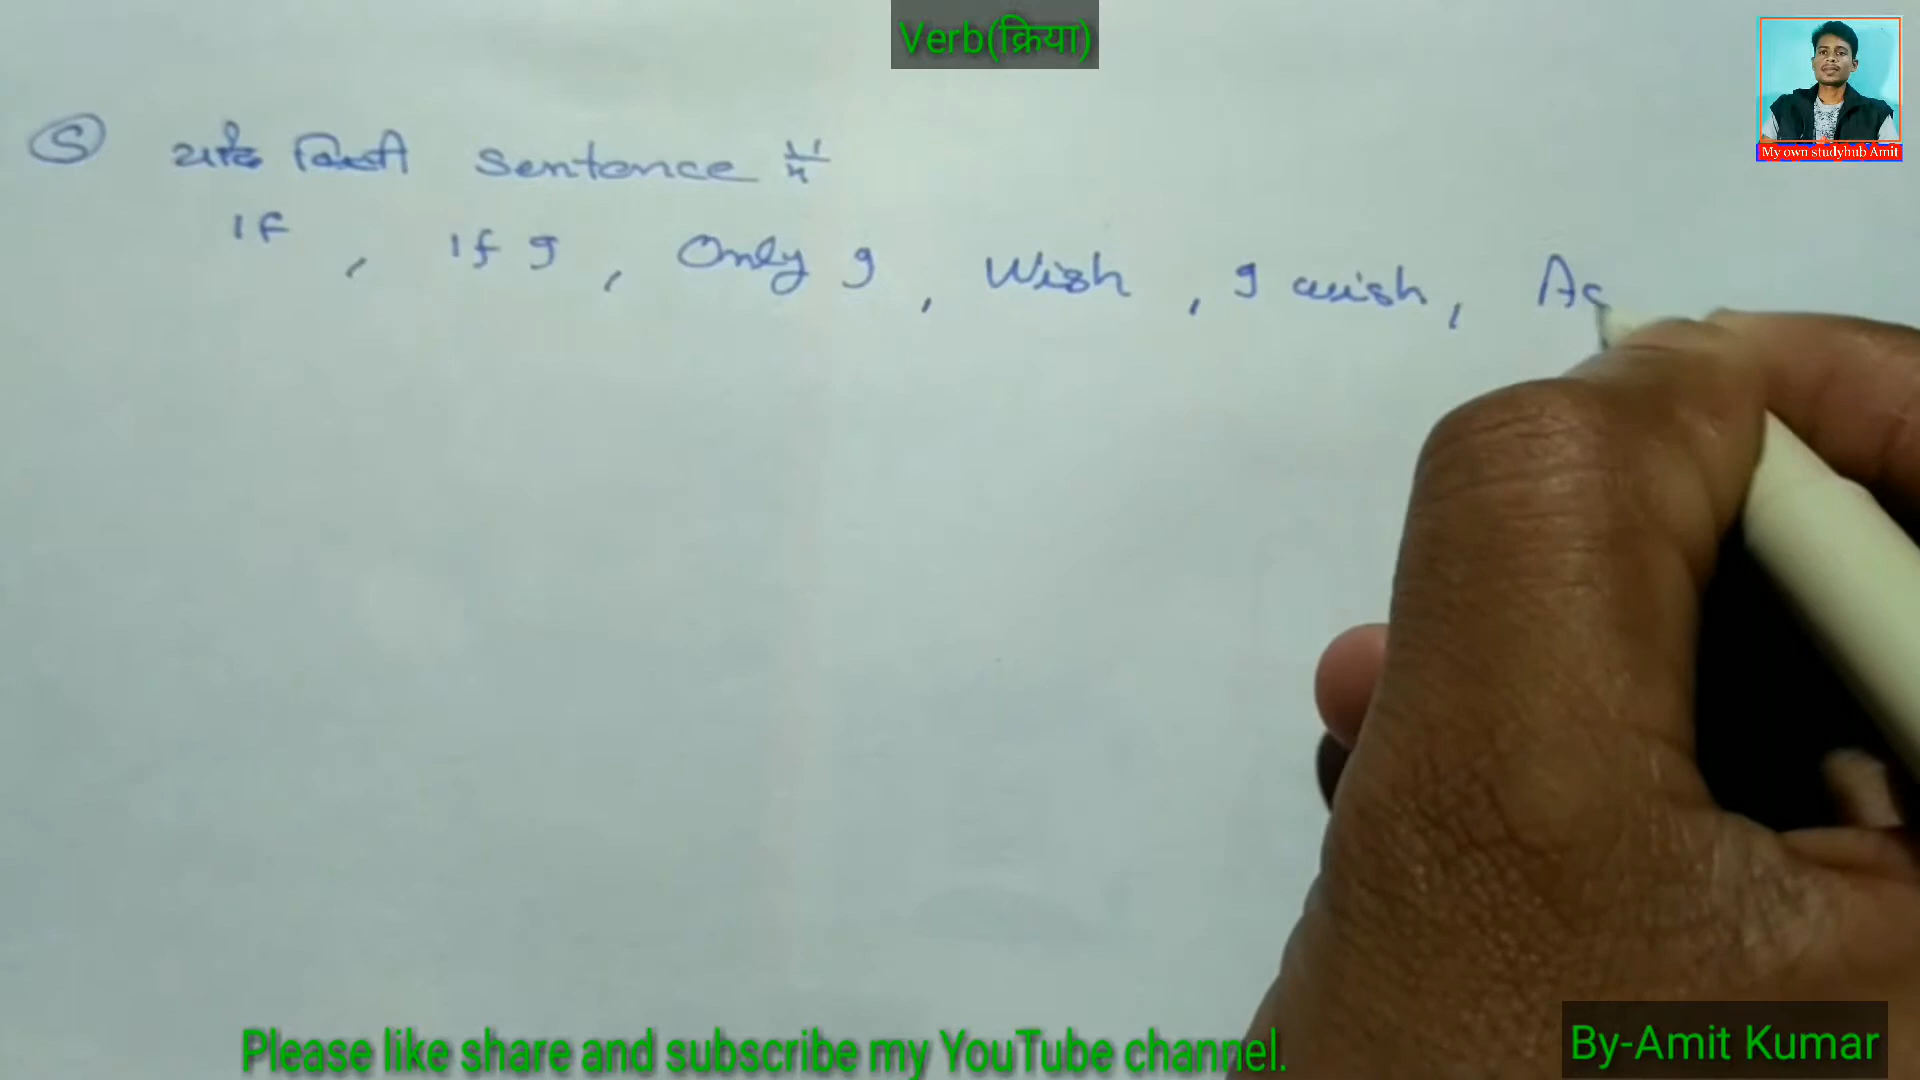 Verb(क्रिया)
My own studyhub Amit
⑤ यदि किसी Sentence में
If , If I , Only I , Wish , I wish , As
Please like share and subscribe my YouTube channel.
By-Amit Kumar